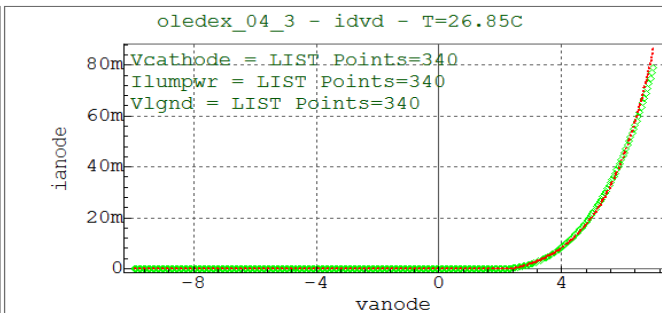 oledex_04_3 - idvd - T=26.85C
Vcathode = LIST Points=340
Ilumpwr = LIST Points=340
Vlgnd = LIST Points=340
80m
60m
40m
20m
0
ianode
-8
-4
0
4
vanode